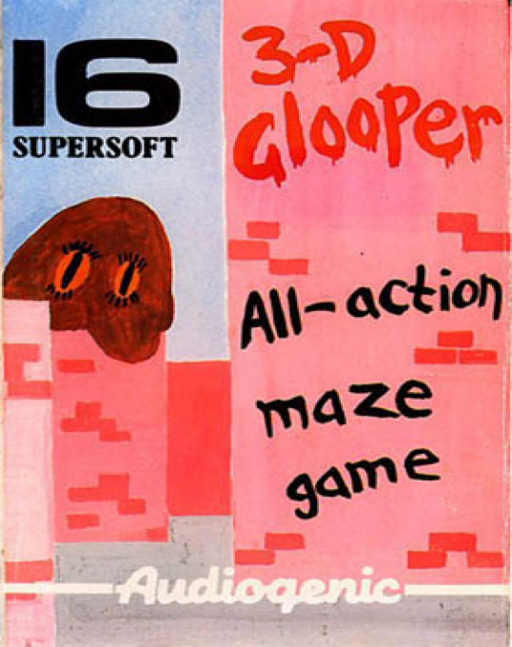 16
SUPERSOFT
3-D
Glooper
All-action
maze
game
Audiogenic